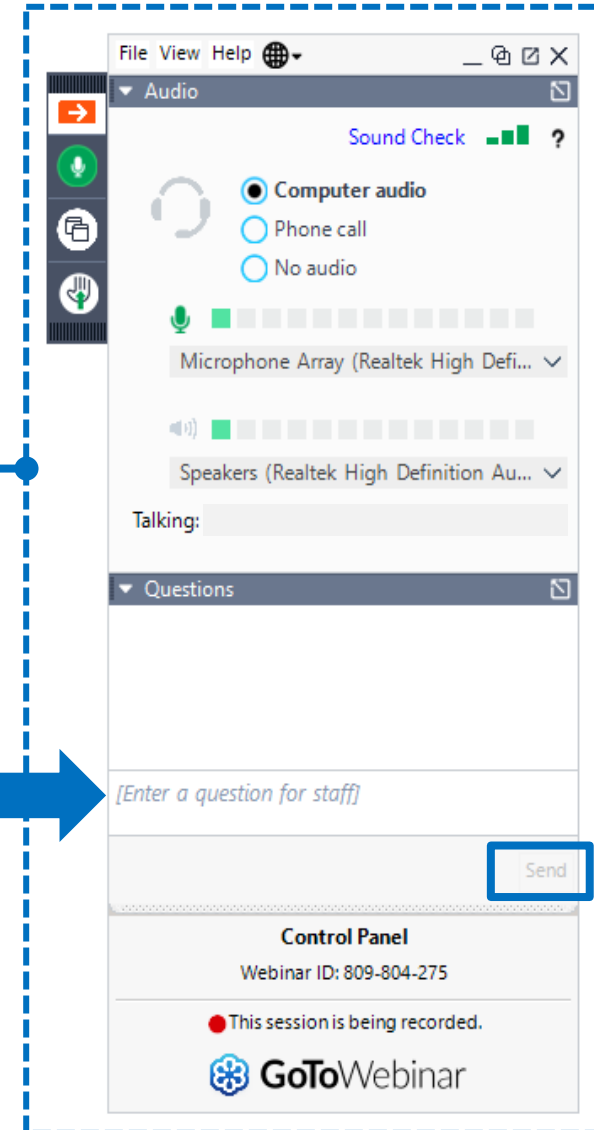 File View Help
Audio
Sound Check ?
Computer audio
Phone call
No audio
Microphone Array (Realtek High Defi...
Speakers (Realtek High Definition Au...
Talking:
Questions
[Enter a question for staff]
Send
Control Panel
Webinar ID: 809-804-275
This session is being recorded.
GoToWebinar